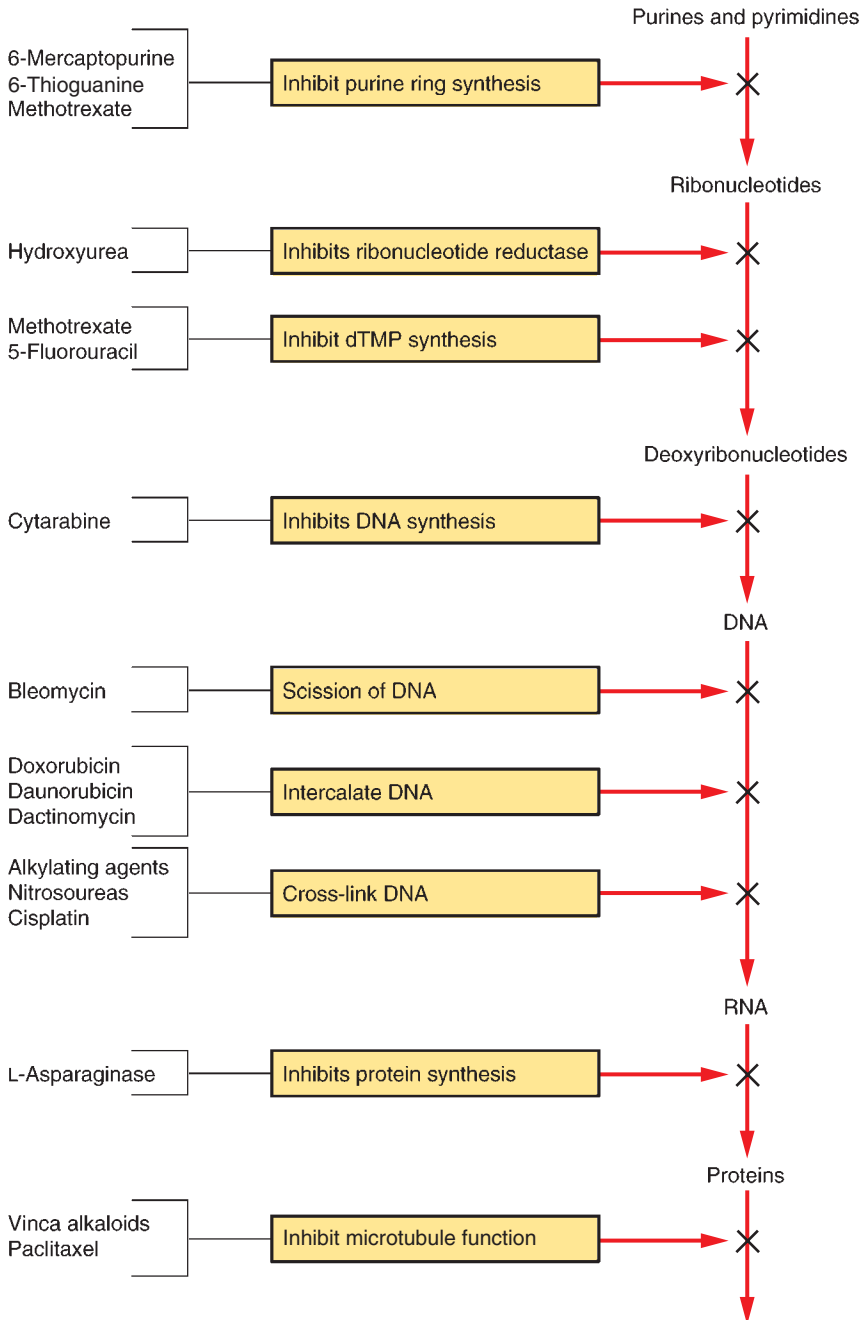 Purines and pyrimidines
6-Mercaptopurine
6-Thioguanine
Methotrexate
Inhibit purine ring synthesis
Ribonucleotides
Hydroxyurea
Inhibits ribonucleotide reductase
Methotrexate
5-Fluorouracil
Inhibit dTMP synthesis
Deoxyribonucleotides
Cytarabine
Inhibits DNA synthesis
DNA
Bleomycin
Scission of DNA
Doxorubicin
Daunorubicin
Dactinomycin
Intercalate DNA
Alkylating agents
Nitrosoureas
Cisplatin
Cross-link DNA
RNA
L-Asparaginase
Inhibits protein synthesis
Proteins
Vinca alkaloids
Paclitaxel
Inhibit microtubule function